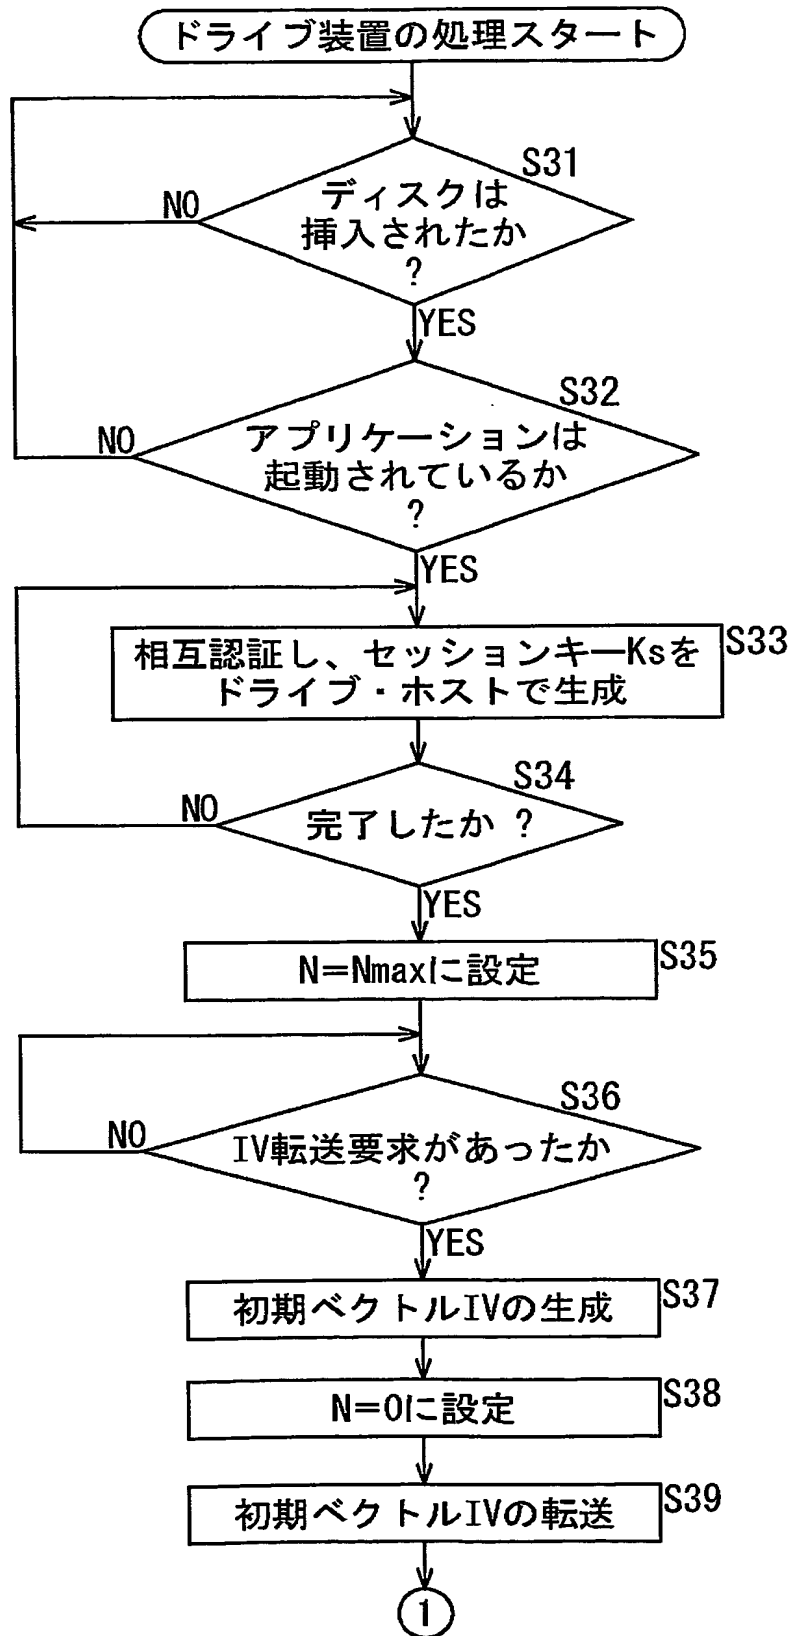 ドライブ装置の処理スタート
S31
ディスクは
挿入されたか
?
NO
YES
S32
アプリケーションは
起動されているか
?
NO
YES
S33
相互認証し、セッションキーKsを
ドライブ・ホストで生成
S34
完了したか ?
NO
YES
S35
N=Nmaxに設定
S36
IV転送要求があったか
?
NO
YES
S37
初期ベクトルIVの生成
S38
N=0に設定
S39
初期ベクトルIVの転送
1